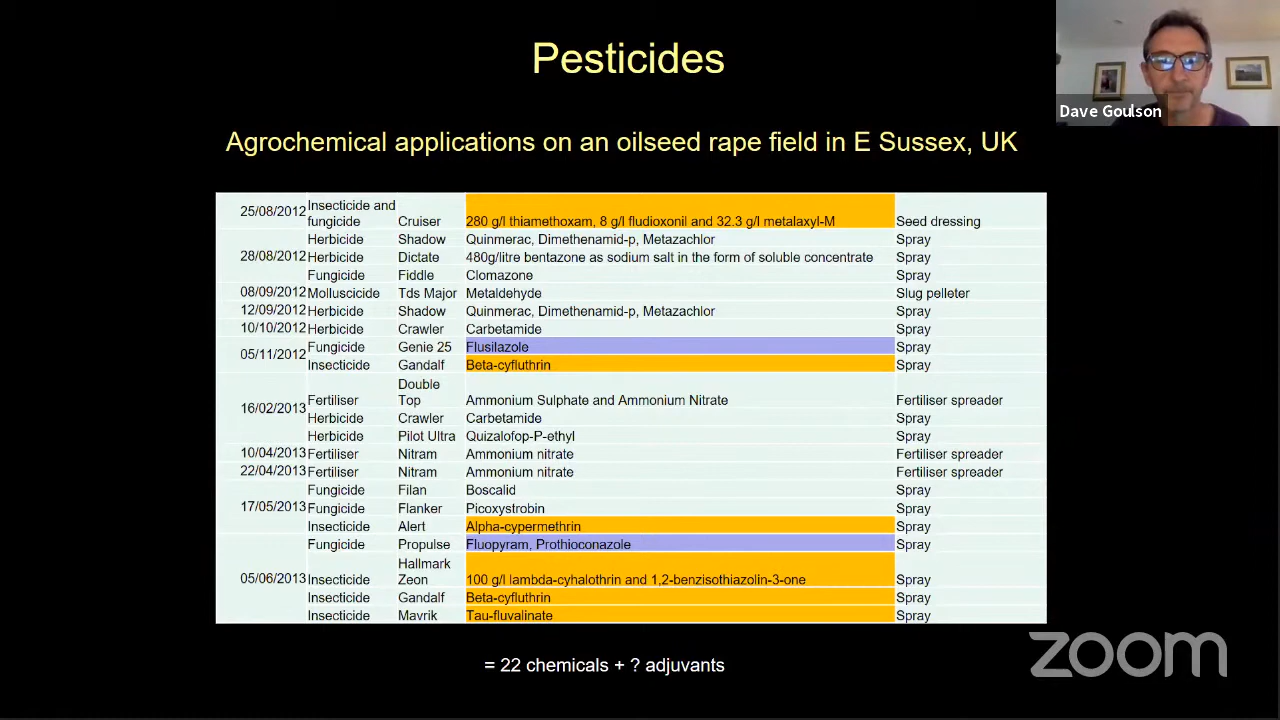 Pesticides
Dave Goulson
Agrochemical applications on an oilseed rape field in E Sussex, UK
25/08/2012 Insecticide and fungicide Cruiser 280 g/l thiamethoxam, 8 g/l fludioxonil and 32.3 g/l metalaxyl-M Seed dressing
Herbicide Shadow Quinmerac, Dimethenamid-p, Metazachlor Spray
28/08/2012 Herbicide Dictate 480g/litre bentazone as sodium salt in the form of soluble concentrate Spray
Fungicide Fiddle Clomazone Spray
08/09/2012 Molluscicide Tds Major Metaldehyde Slug pelleter
12/09/2012 Herbicide Shadow Quinmerac, Dimethenamid-p, Metazachlor Spray
10/10/2012 Herbicide Crawler Carbetamide Spray
05/11/2012 Fungicide Genie 25 Flusilazole Spray
Insecticide Gandalf Beta-cyfluthrin Spray
16/02/2013 Fertiliser Double Top Ammonium Sulphate and Ammonium Nitrate Fertiliser spreader
Herbicide Crawler Carbetamide Spray
Herbicide Pilot Ultra Quizalofop-P-ethyl Spray
10/04/2013 Fertiliser Nitram Ammonium nitrate Fertiliser spreader
22/04/2013 Fertiliser Nitram Ammonium nitrate Fertiliser spreader
Fungicide Filan Boscalid Spray
17/05/2013 Fungicide Flanker Picoxystrobin Spray
Insecticide Alert Alpha-cypermethrin Spray
Fungicide Propulse Fluopyram, Prothioconazole Spray
05/06/2013 Insecticide Hallmark Zeon 100 g/l lambda-cyhalothrin and 1,2-benzisothiazolin-3-one Spray
Insecticide Gandalf Beta-cyfluthrin Spray
Insecticide Mavrik Tau-fluvalinate Spray
= 22 chemicals + ? adjuvants
zoom